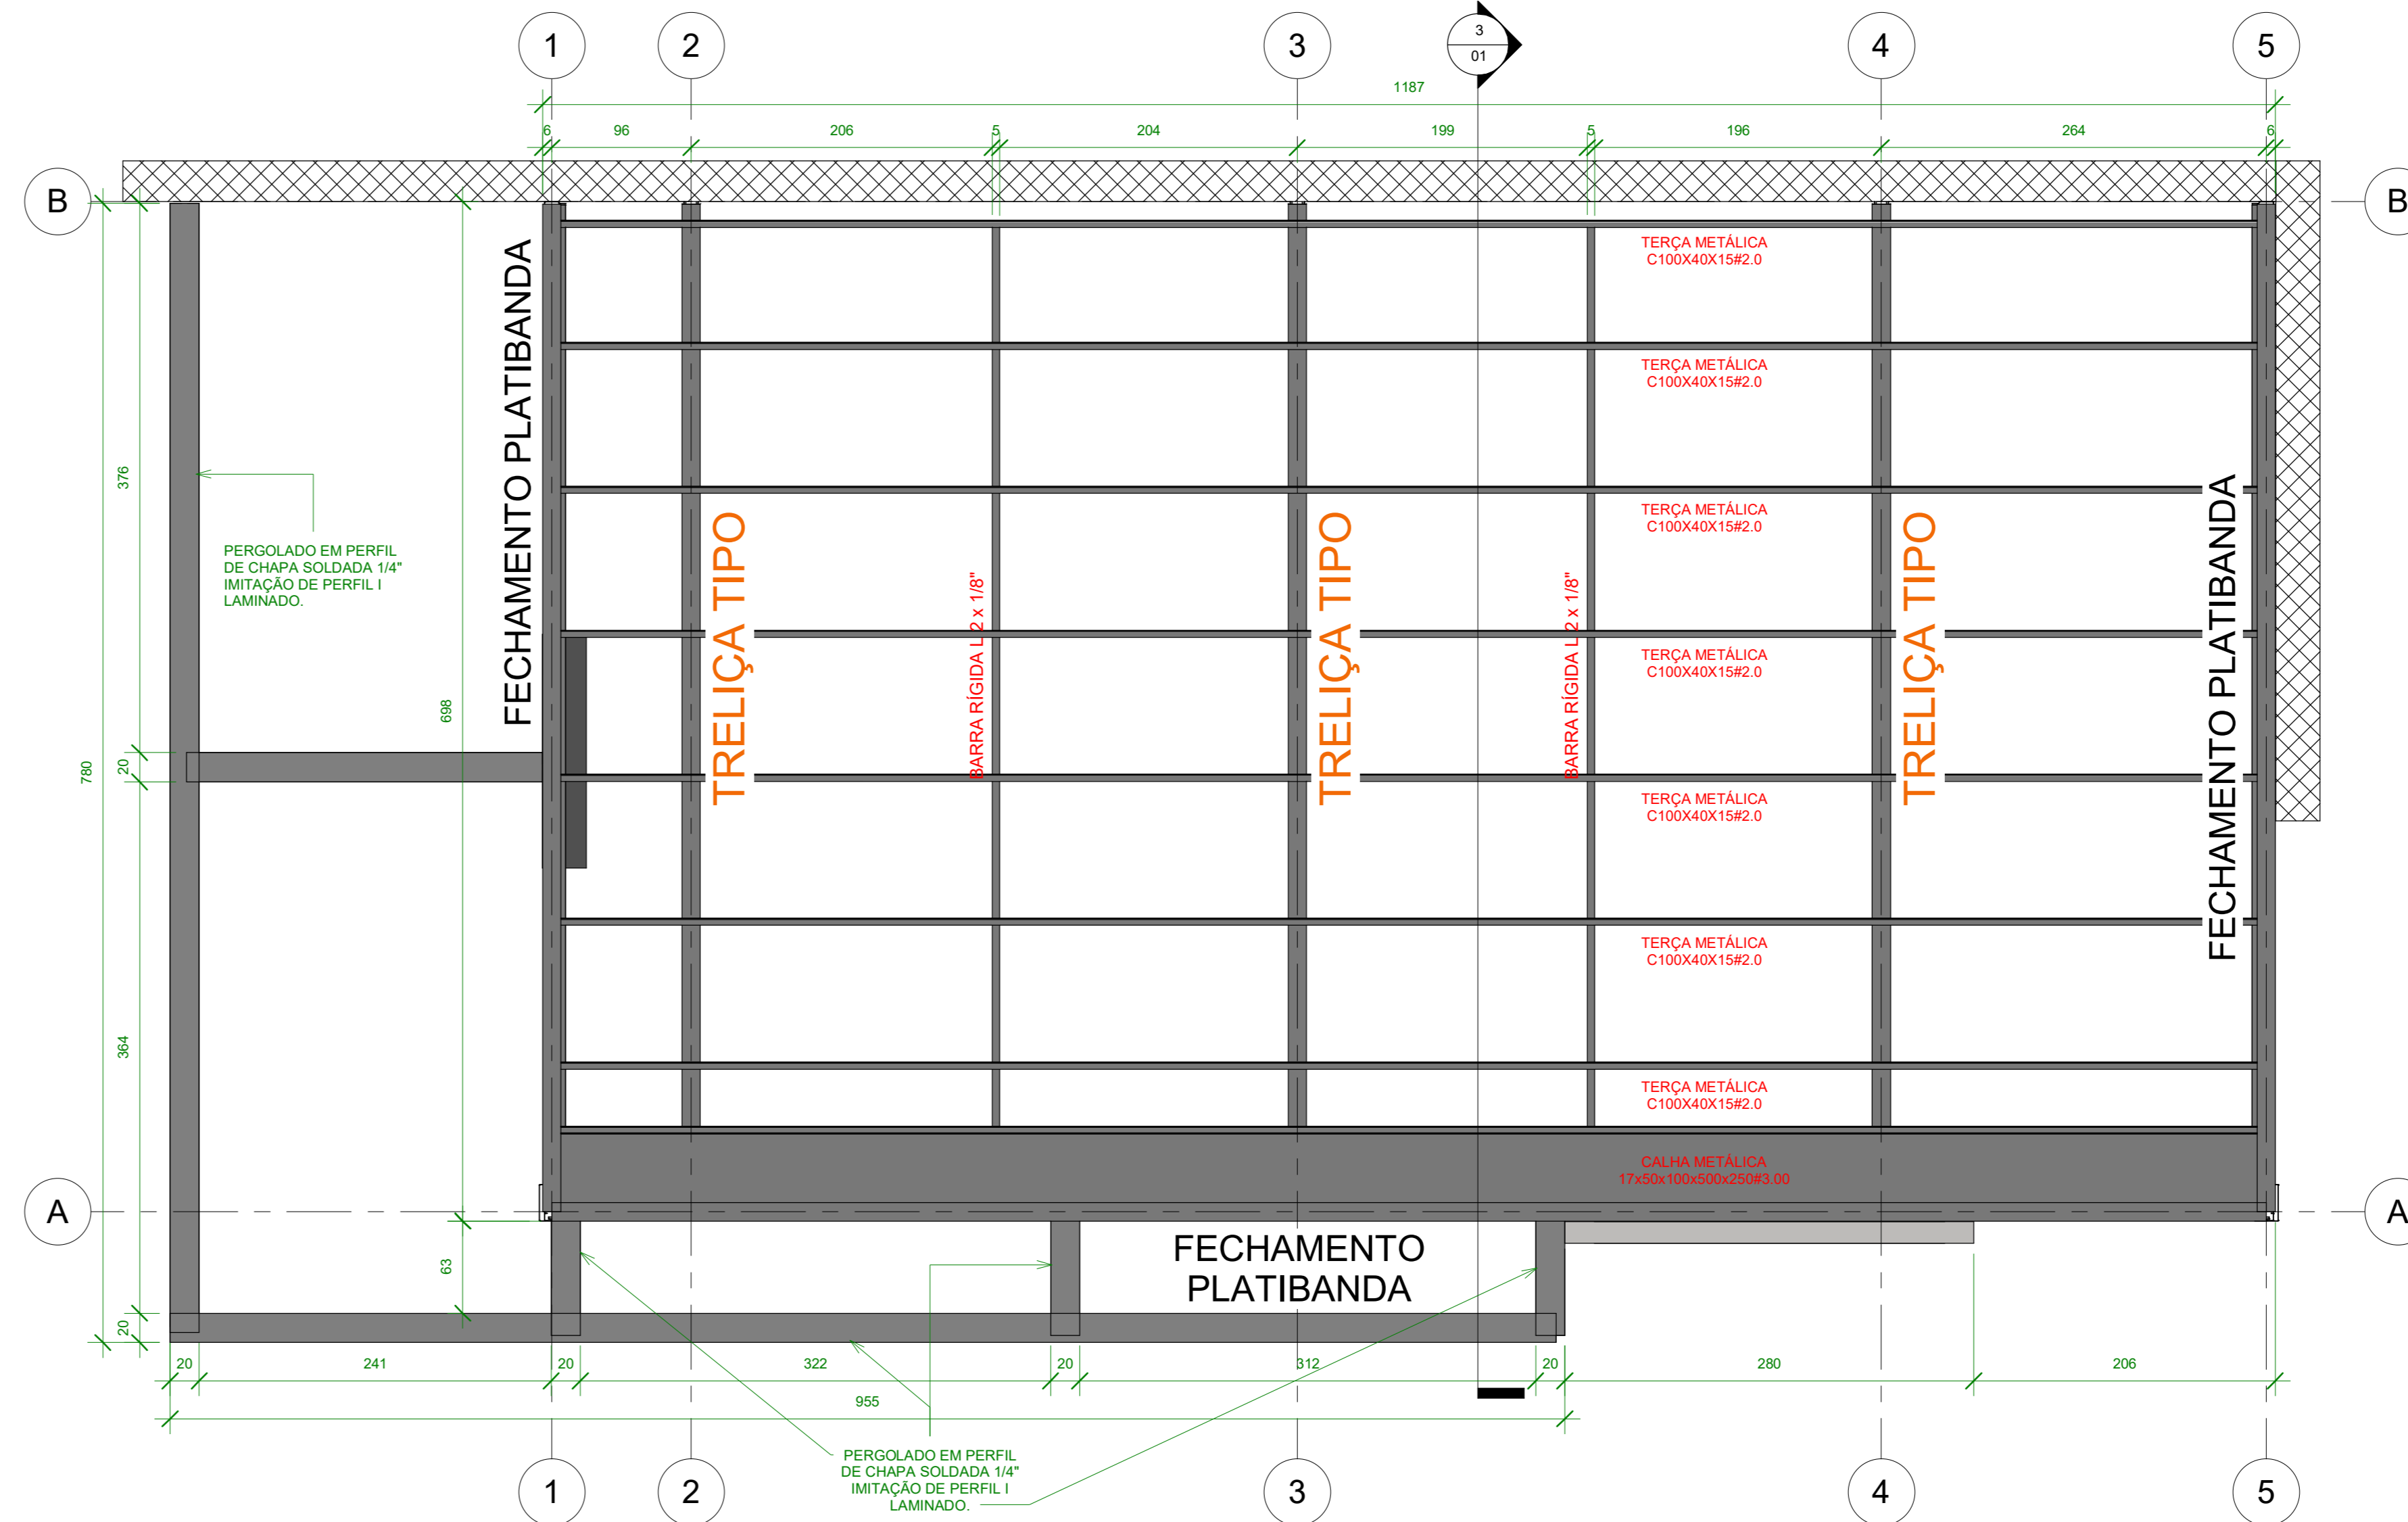 1
2
3
3
01
4
5
1187
6
96
206
5
204
199
5
196
264
6
B
B
TERÇA METÁLICA
C100X40X15#2.0
TERÇA METÁLICA
C100X40X15#2.0
TERÇA METÁLICA
C100X40X15#2.0
TERÇA METÁLICA
C100X40X15#2.0
TERÇA METÁLICA
C100X40X15#2.0
TERÇA METÁLICA
C100X40X15#2.0
TERÇA METÁLICA
C100X40X15#2.0
FECHAMENTO PLATIBANDA
376
PERGOLADO EM PERFIL
DE CHAPA SOLDADA 1/4"
IMITAÇÃO DE PERFIL I
LAMINADO.
TRELIÇA TIPO
BARRA RÍGIDA L 2 x 1/8"
TRELIÇA TIPO
BARRA RÍGIDA L 2 x 1/8"
TRELIÇA TIPO
FECHAMENTO PLATIBANDA
698
780
20
364
CALHA METÁLICA
17x50x100x500x250#3.00
A
A
63
20
FECHAMENTO
PLATIBANDA
20
241
20
322
20
312
20
280
206
955
PERGOLADO EM PERFIL
DE CHAPA SOLDADA 1/4"
IMITAÇÃO DE PERFIL I
LAMINADO.
1
2
3
4
5